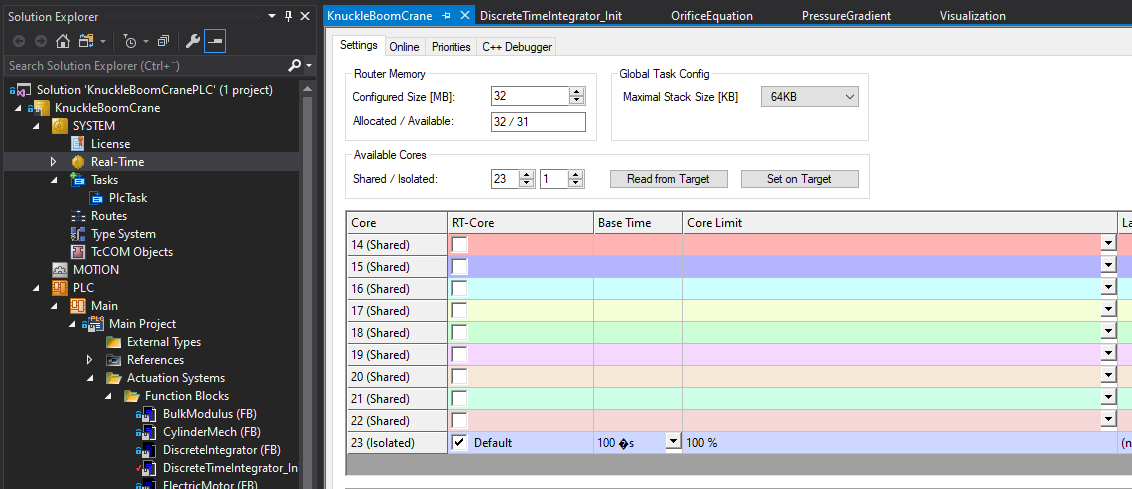 Solution Explorer
Search Solution Explorer (Ctrl+¨)
Solution 'KnuckleBoomCranePLC' (1 project)
KnuckleBoomCrane
SYSTEM
License
Real-Time
Tasks
PlcTask
Routes
Type System
TcCOM Objects
MOTION
PLC
Main
Main Project
External Types
References
Actuation Systems
Function Blocks
BulkModulus (FB)
CylinderMech (FB)
DiscreteIntegrator (FB)
DiscreteTimeIntegrator_In
ElectricMotor (FB)
KnuckleBoomCrane DiscreteTimeIntegrator_Init OrificeEquation PressureGradient Visualization
Settings Online Priorities C++ Debugger
Router Memory
Configured Size [MB]: 32
Allocated / Available: 32 / 31
Global Task Config
Maximal Stack Size [KB] 64KB
Available Cores
Shared / Isolated: 23 1 Read from Target Set on Target
Core RT-Core Base Time Core Limit La
14 (Shared)
15 (Shared)
16 (Shared)
17 (Shared)
18 (Shared)
19 (Shared)
20 (Shared)
21 (Shared)
22 (Shared)
23 (Isolated) Default 100 �s 100 % (n